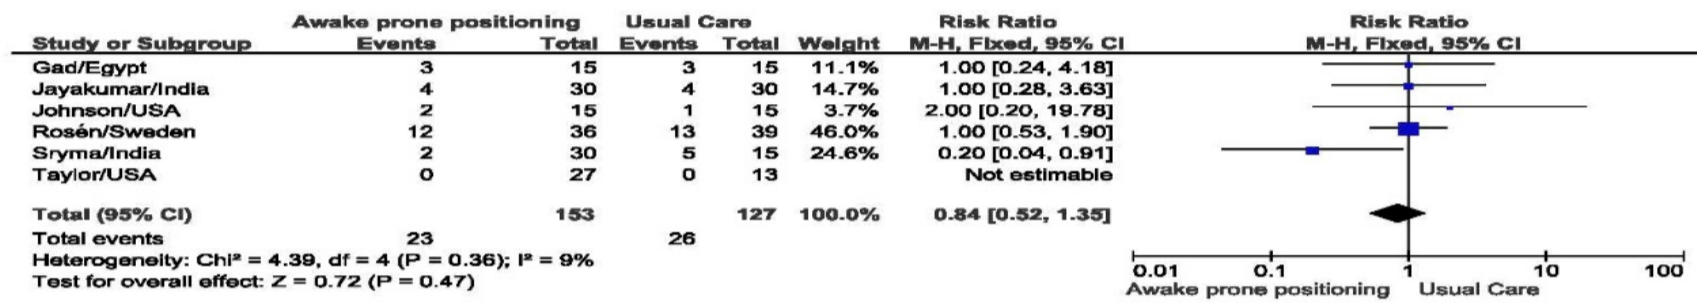 Awake prone positioning Usual Care Risk Ratio Risk Ratio
Study or Subgroup Events Total Events Total Weight M-H, Fixed, 95% CI M-H, Fixed, 95% CI
Gad/Egypt 3 15 3 15 11.1% 1.00 [0.24, 4.18]
Jayakumar/India 4 30 4 30 14.7% 1.00 [0.28, 3.63]
Johnson/USA 2 15 1 15 3.7% 2.00 [0.20, 19.78]
Rosén/Sweden 12 36 13 39 46.0% 1.00 [0.53, 1.90]
Sryma/India 2 30 5 15 24.6% 0.20 [0.04, 0.91]
Taylor/USA 0 27 0 13 Not estimable
Total (95% CI) 153 127 100.0% 0.84 [0.52, 1.35]
Total events 23 26
Heterogeneity: Chi² = 4.39, df = 4 (P = 0.36); I² = 9%
Test for overall effect: Z = 0.72 (P = 0.47)
0.01 0.1 1 10 100
Awake prone positioning Usual Care